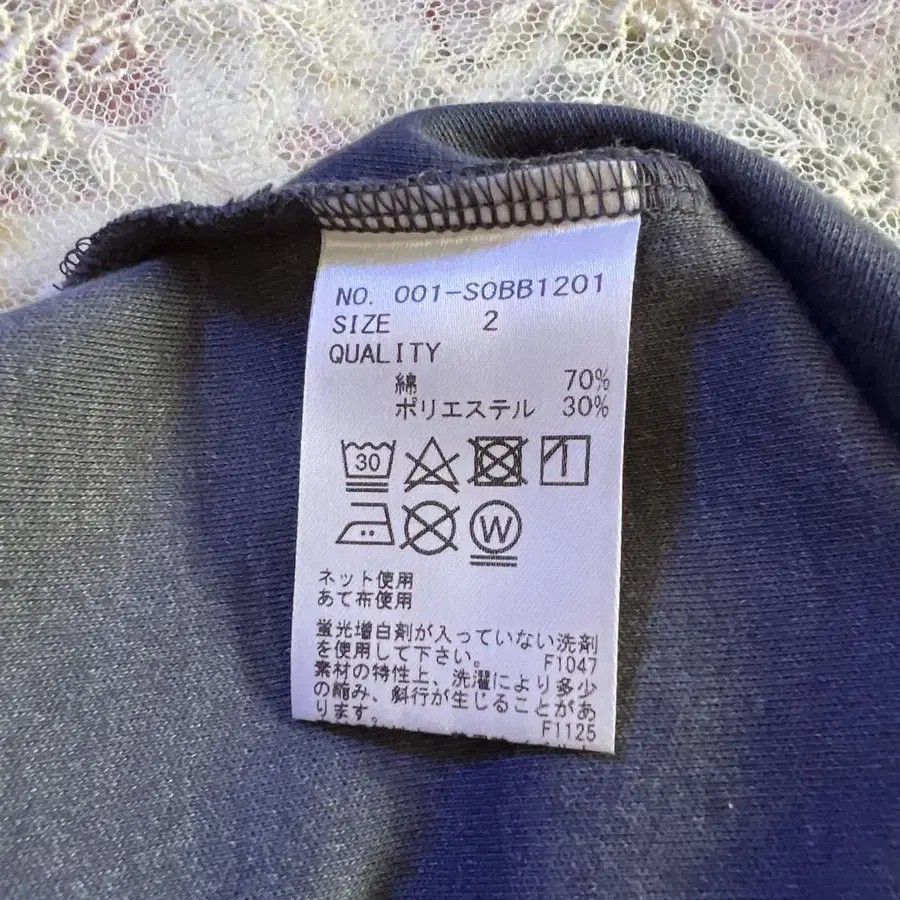 NO. 001-SOBB1201
SIZE 2
QUALITY
綿 70%
ポリエステル 30%
30
W
ネット使用
あて布使用
蛍光増白剤が入っていない洗剤
を使用して下さい。 F1047
素材の特性上、洗濯により多少
の縮み、斜行が生じることがあ
ります。 F1125